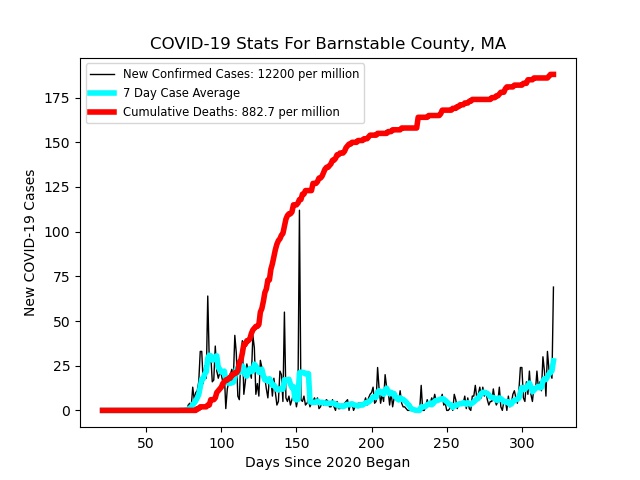 COVID-19 Stats For Barnstable County, MA
New Confirmed Cases: 12200 per million
7 Day Case Average
Cumulative Deaths: 882.7 per million
New COVID-19 Cases
175
150
125
100
75
50
25
0
50
100
150
200
250
300
Days Since 2020 Began